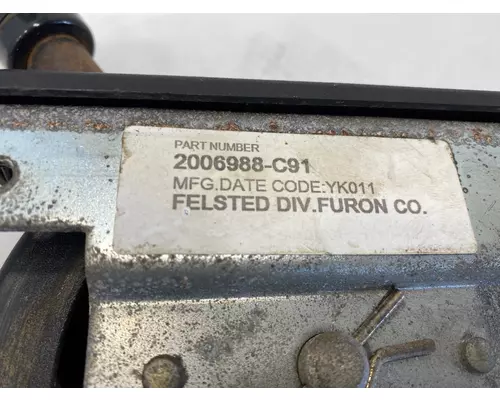 PART NUMBER
2006988-C91
MFG.DATE CODE:YK011
FELSTED DIV.FURON CO.